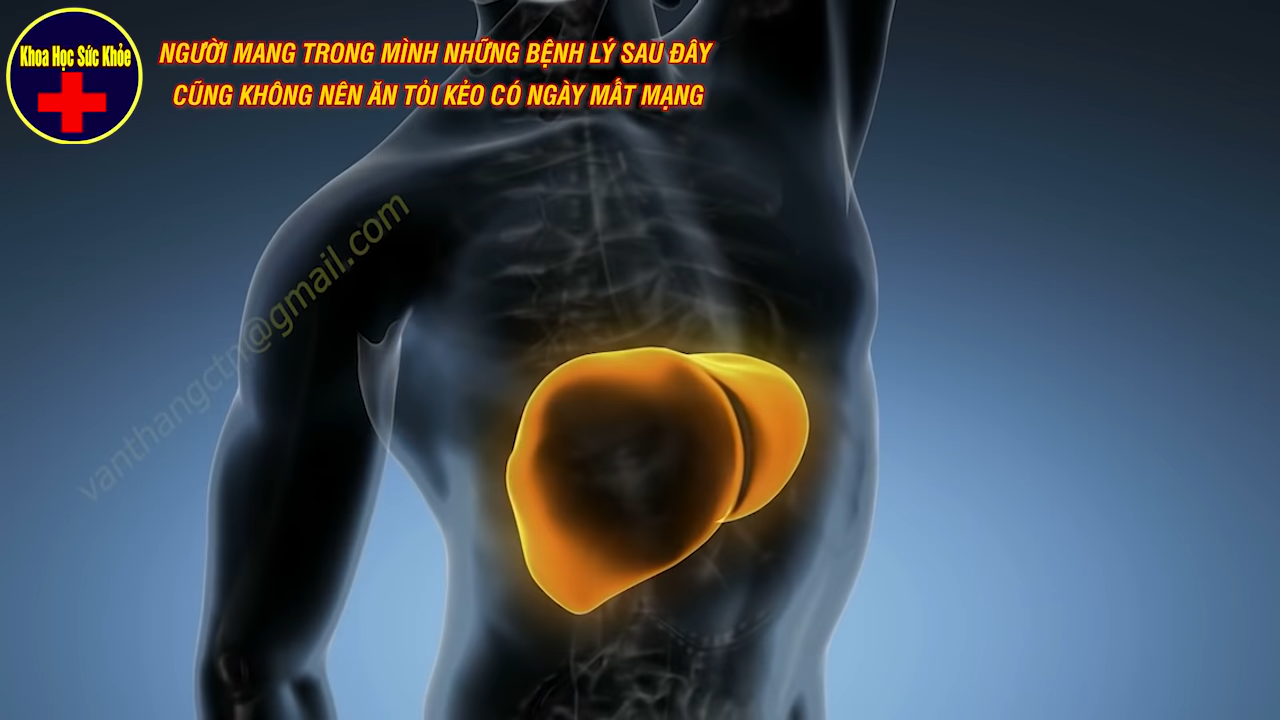 Khoa Học Sức Khỏe
NGƯỜI MANG TRONG MÌNH NHỮNG BỆNH LÝ SAU ĐÂY
CŨNG KHÔNG NÊN ĂN TỎI KẺO CÓ NGÀY MẤT MẠNG
vanthangctn@gmail.com